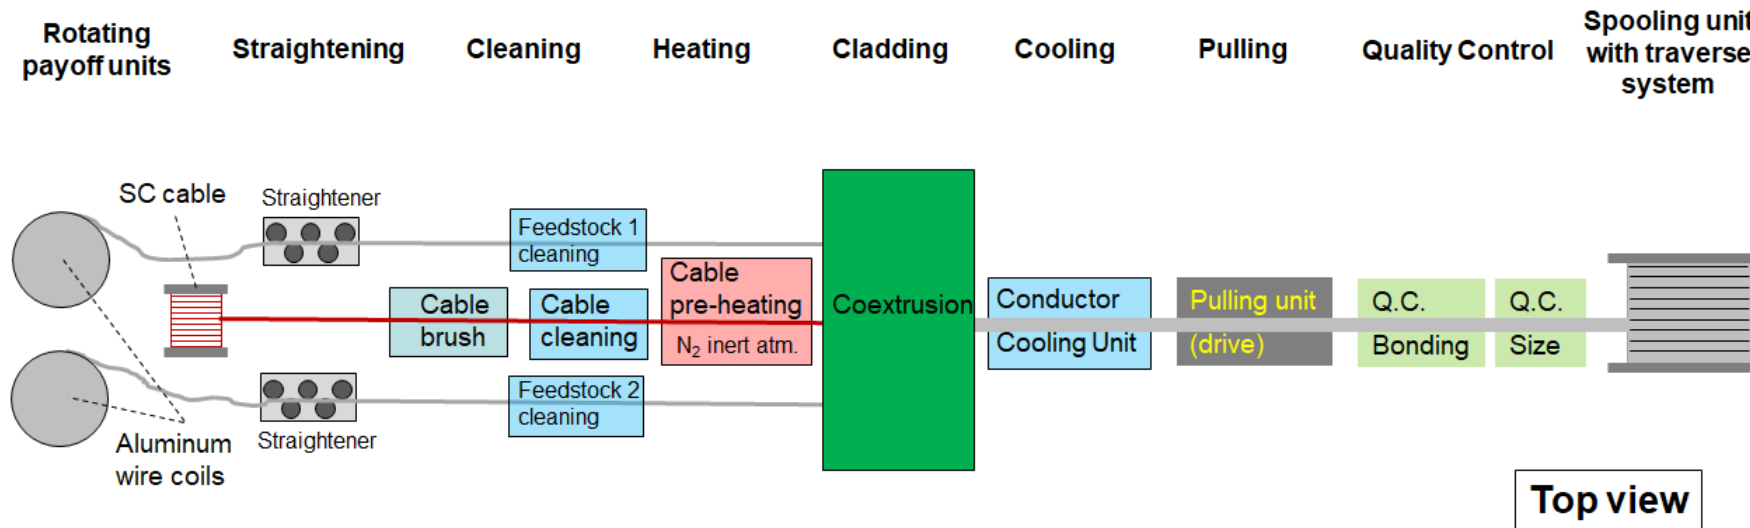 Rotating
payoff units
Straightening
Cleaning
Heating
Cladding
Cooling
Pulling
Quality Control
Spooling unit
with traverse
system
SC cable
Straightener
Feedstock 1
cleaning
Cable
brush
Cable
cleaning
Cable
pre-heating
N₂ inert atm.
Coextrusion
Conductor
Cooling Unit
Pulling unit
(drive)
Q.C.
Bonding
Q.C.
Size
Feedstock 2
cleaning
Straightener
Aluminum
wire coils
Top view